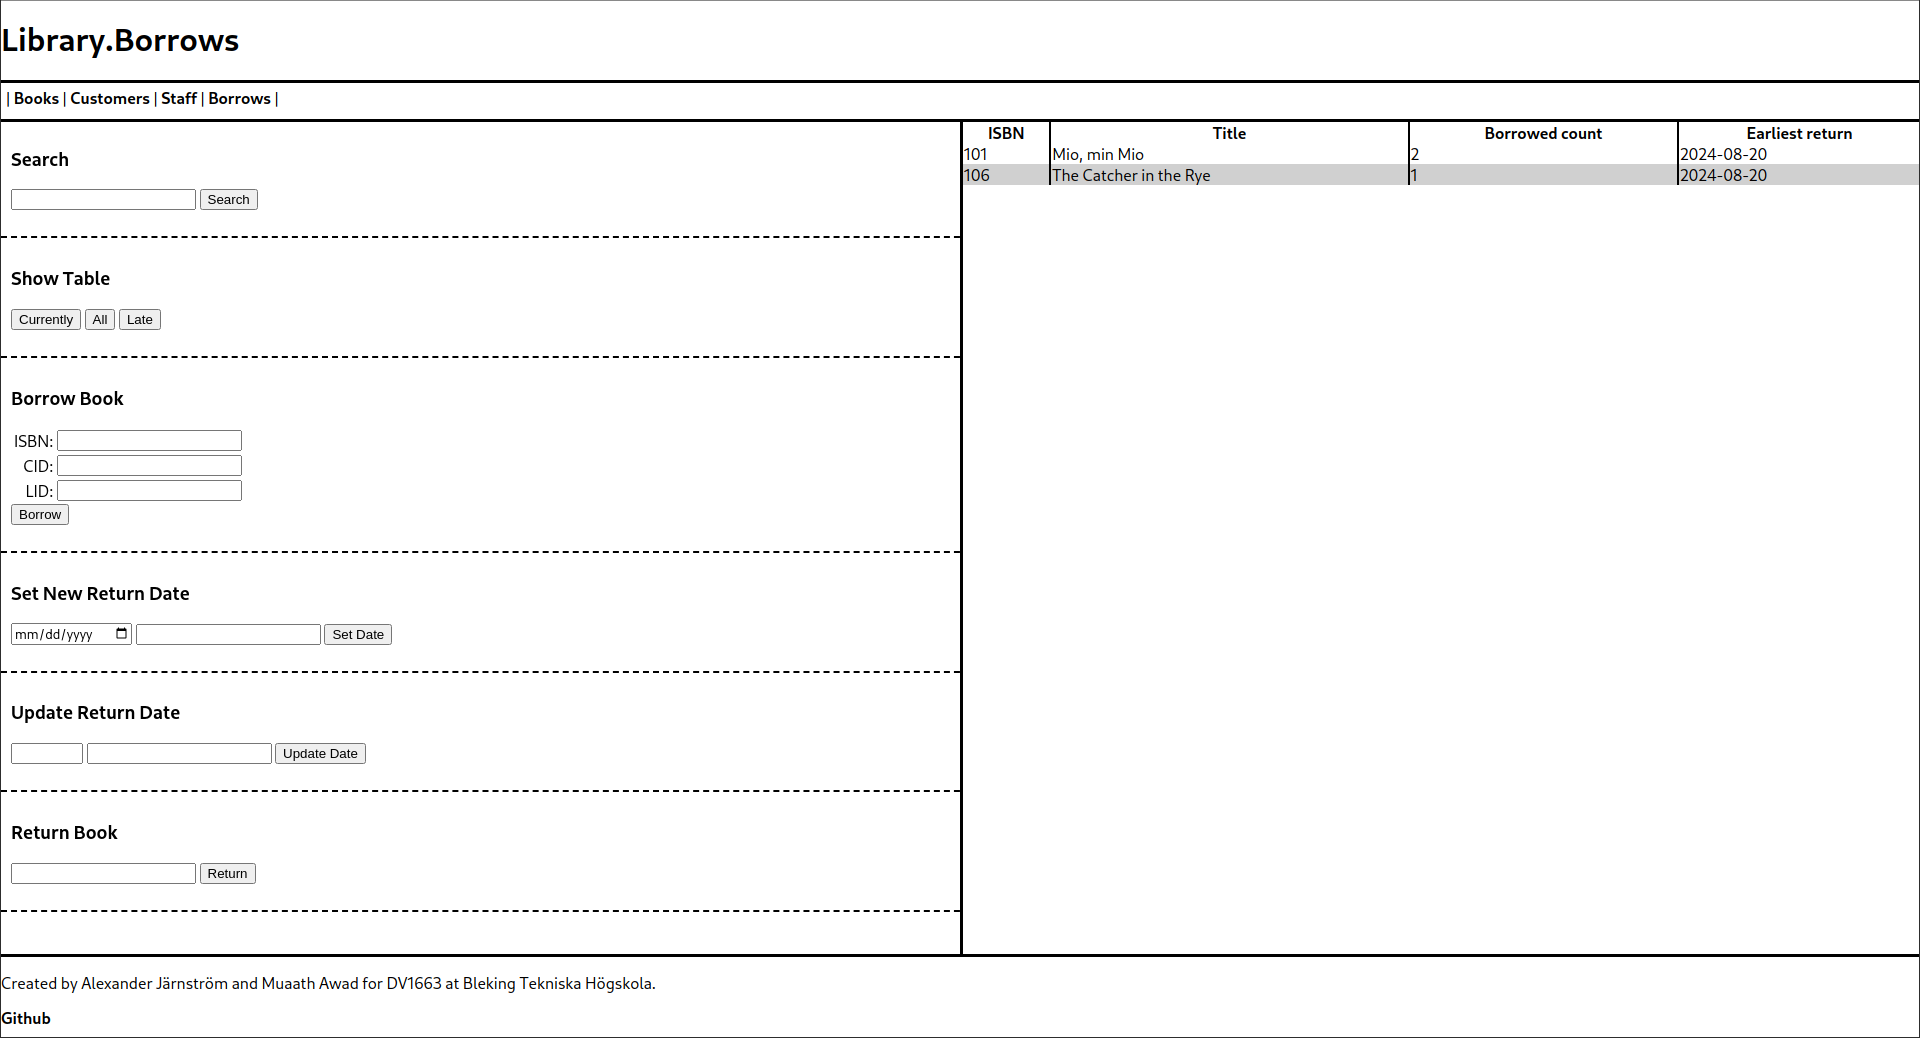 Library.Borrows
| Books | Customers | Staff | Borrows |
Search
Search
Show Table
Currently All Late
Borrow Book
ISBN:
CID:
LID:
Borrow
Set New Return Date
mm/dd/yyyy Set Date
Update Return Date
Update Date
Return Book
Return
ISBN Title Borrowed count Earliest return
101 Mio, min Mio 2 2024-08-20
106 The Catcher in the Rye 1 2024-08-20
Created by Alexander Järnström and Muaath Awad for DV1663 at Bleking Tekniska Högskola.
Github